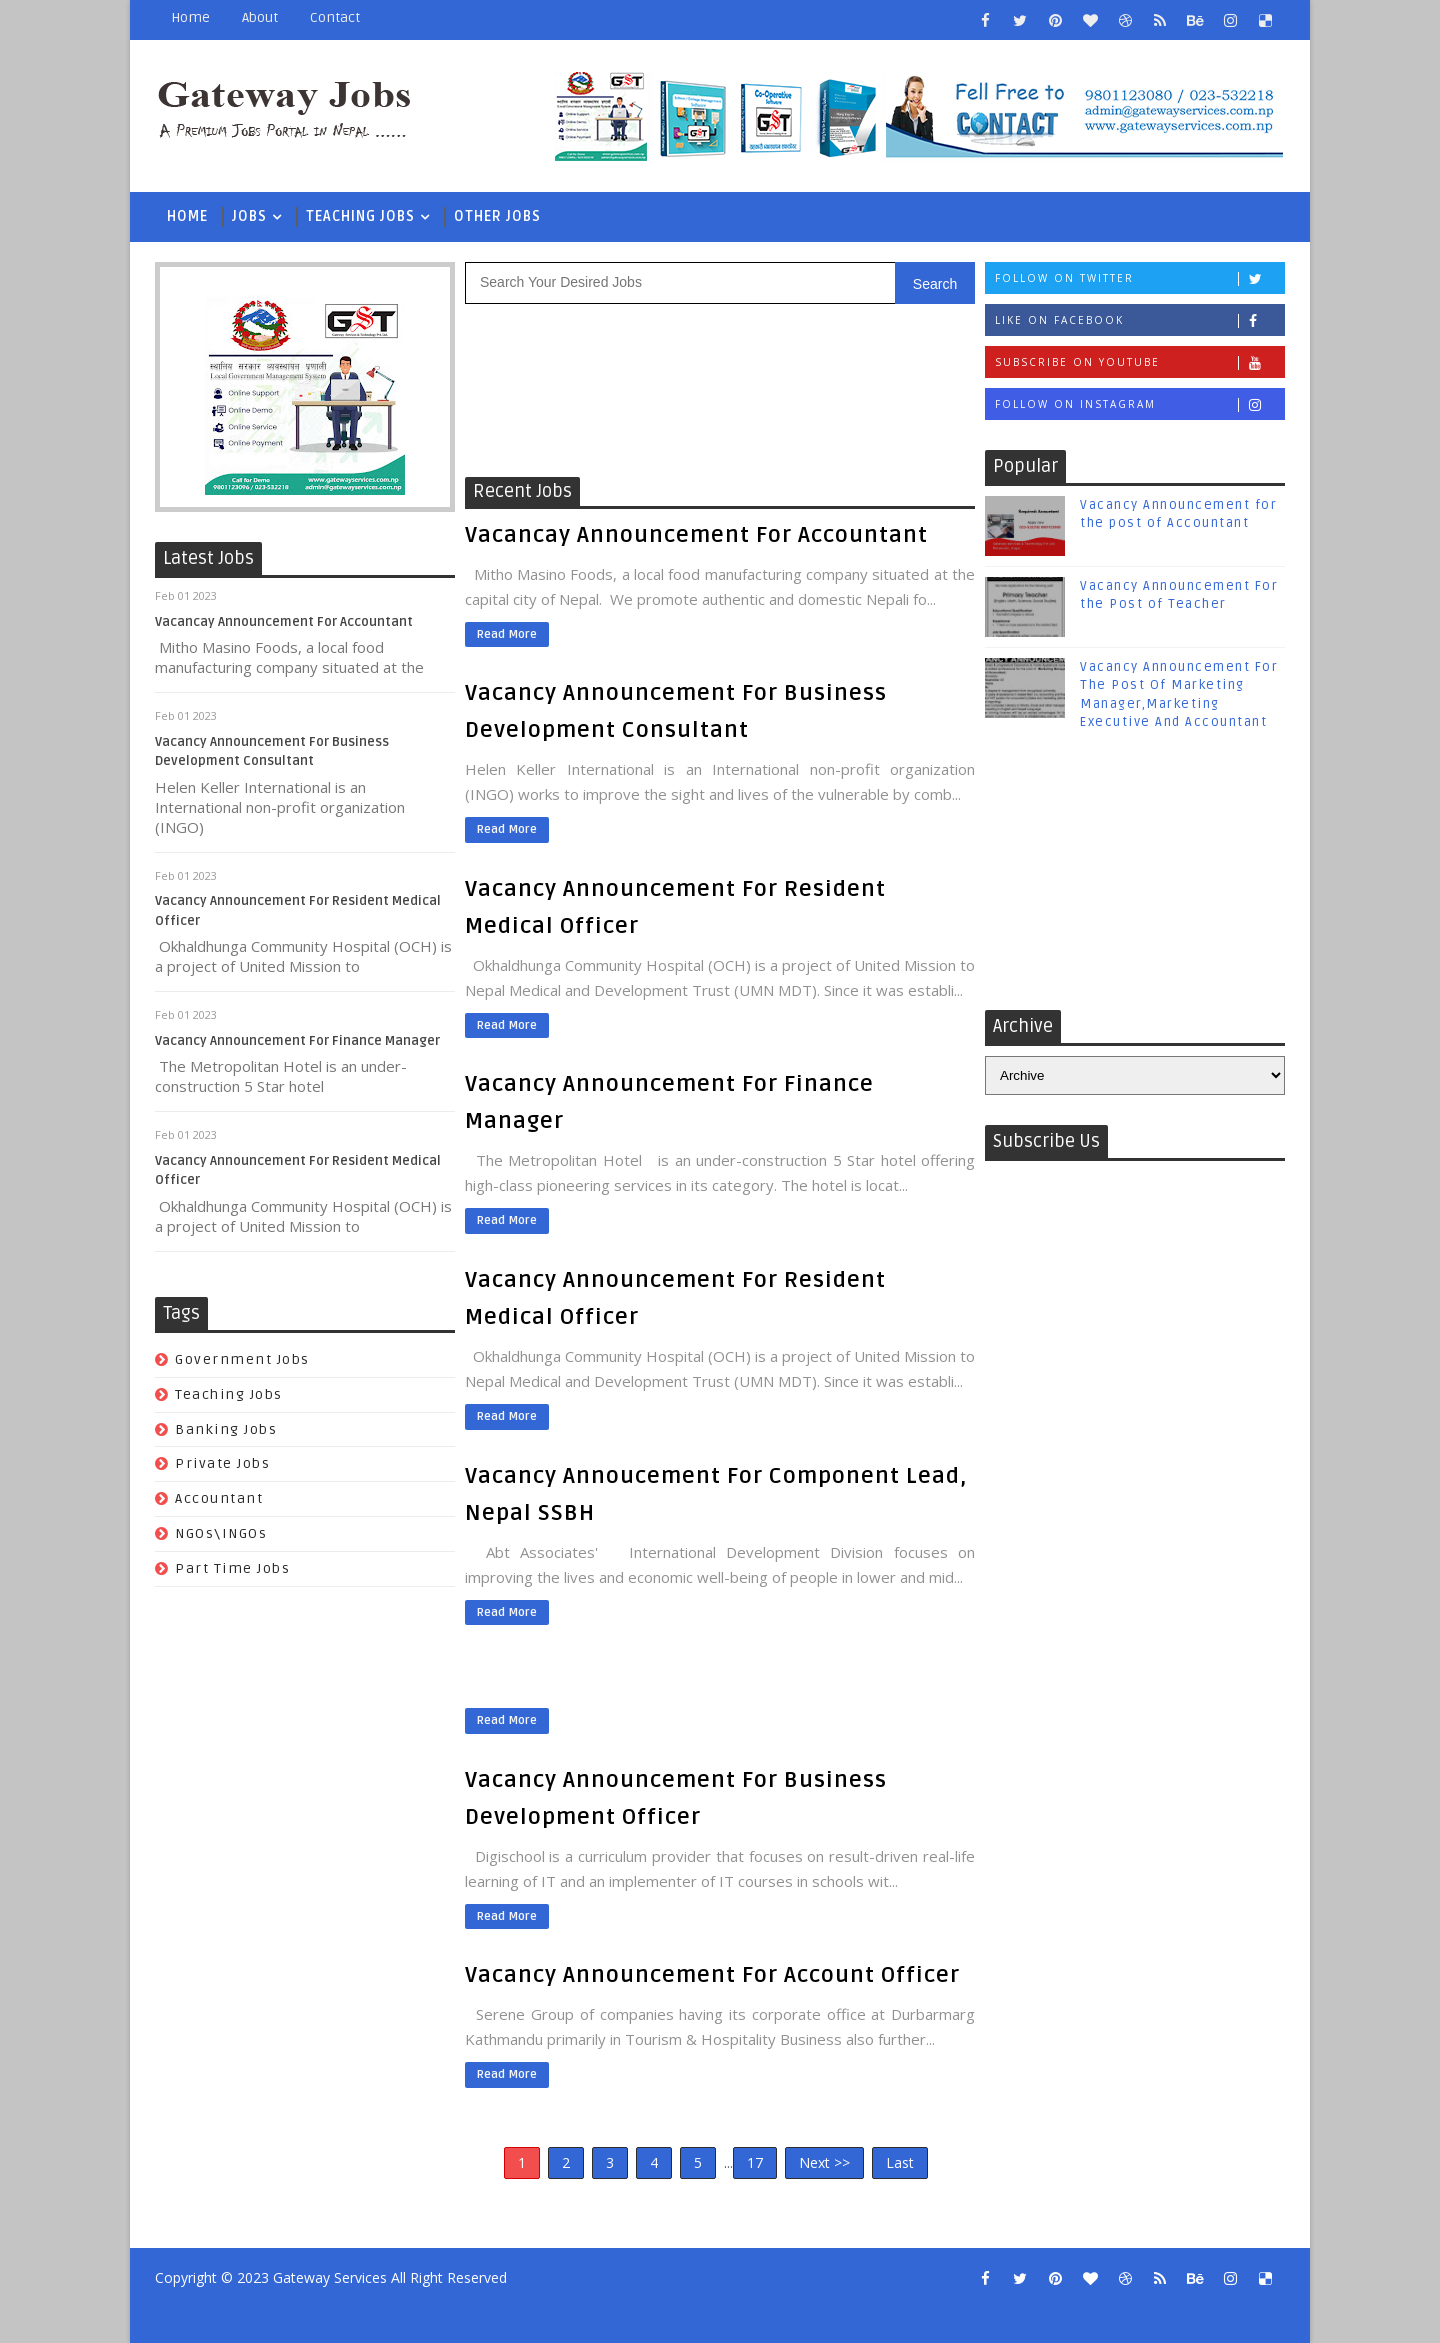 Home About Contact
Gateway Jobs
A Premium Jobs Portal in Nepal ......
GST
Co-Operative
Software
GST
GST
Fell Free to
CONTACT
9801123080 / 023-532218
admin@gatewayservices.com.np
www.gatewayservices.com.np
HOME JOBS TEACHING JOBS OTHER JOBS
GST
स्थानिय सरकार व्यवस्थापन प्रणाली
Local Government Management System
Online Support
Online Demo
Online Service
Online Payment
Call for Demo
9801123096 / 023-532218
www.gatewayservices.com.np
admin@gatewayservices.com.np
Latest Jobs
Feb 01 2023
Vacancay Announcement For Accountant
Mitho Masino Foods, a local food
manufacturing company situated at the
Feb 01 2023
Vacancy Announcement For Business
Development Consultant
Helen Keller International is an
International non-profit organization
(INGO)
Feb 01 2023
Vacancy Announcement For Resident Medical
Officer
Okhaldhunga Community Hospital (OCH) is
a project of United Mission to
Feb 01 2023
Vacancy Announcement For Finance Manager
The Metropolitan Hotel is an under-
construction 5 Star hotel
Feb 01 2023
Vacancy Announcement For Resident Medical
Officer
Okhaldhunga Community Hospital (OCH) is
a project of United Mission to
Tags
Government Jobs
Teaching Jobs
Banking Jobs
Private Jobs
Accountant
NGOs\INGOs
Part Time Jobs
Search Your Desired Jobs
Search
Recent Jobs
Vacancay Announcement For Accountant
Mitho Masino Foods, a local food manufacturing company situated at the
capital city of Nepal. We promote authentic and domestic Nepali fo...
Read More
Vacancy Announcement For Business
Development Consultant
Helen Keller International is an International non-profit organization
(INGO) works to improve the sight and lives of the vulnerable by comb...
Read More
Vacancy Announcement For Resident
Medical Officer
Okhaldhunga Community Hospital (OCH) is a project of United Mission to
Nepal Medical and Development Trust (UMN MDT). Since it was establi...
Read More
Vacancy Announcement For Finance
Manager
The Metropolitan Hotel is an under-construction 5 Star hotel offering
high-class pioneering services in its category. The hotel is locat...
Read More
Vacancy Announcement For Resident
Medical Officer
Okhaldhunga Community Hospital (OCH) is a project of United Mission to
Nepal Medical and Development Trust (UMN MDT). Since it was establi...
Read More
Vacancy Annoucement For Component Lead,
Nepal SSBH
Abt Associates' International Development Division focuses on
improving the lives and economic well-being of people in lower and mid...
Read More
Read More
Vacancy Announcement For Business
Development Officer
Digischool is a curriculum provider that focuses on result-driven real-life
learning of IT and an implementer of IT courses in schools wit...
Read More
Vacancy Announcement For Account Officer
Serene Group of companies having its corporate office at Durbarmarg
Kathmandu primarily in Tourism & Hospitality Business also further...
Read More
1 2 3 4 5 ... 17 Next >> Last
FOLLOW ON TWITTER
LIKE ON FACEBOOK
SUBSCRIBE ON YOUTUBE
FOLLOW ON INSTAGRAM
Popular
Required: Accountant
Vacancy Announcement for
the post of Accountant
Primary Teacher
Vacancy Announcement For
the Post of Teacher
Vacancy Announcement For
The Post Of Marketing
Manager,Marketing
Executive And Accountant
Archive
Archive
Subscribe Us
Copyright © 2023 Gateway Services All Right Reserved